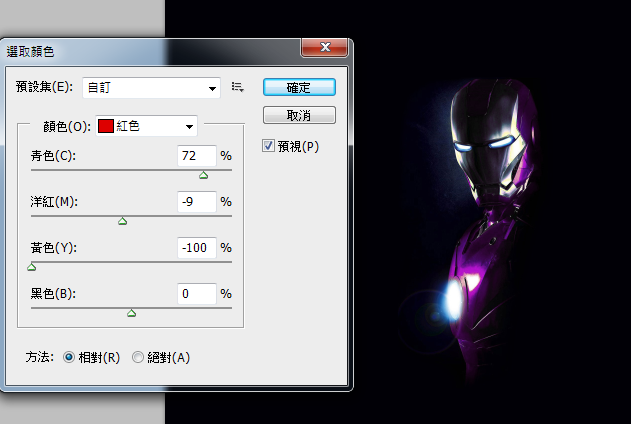 選取顏色
預設集(E): 自訂
確定
取消
預視(P)
顏色(O): 紅色
青色(C): 72 %
洋紅(M): -9 %
黃色(Y): -100 %
黑色(B): 0 %
方法: 相對(R) 絕對(A)